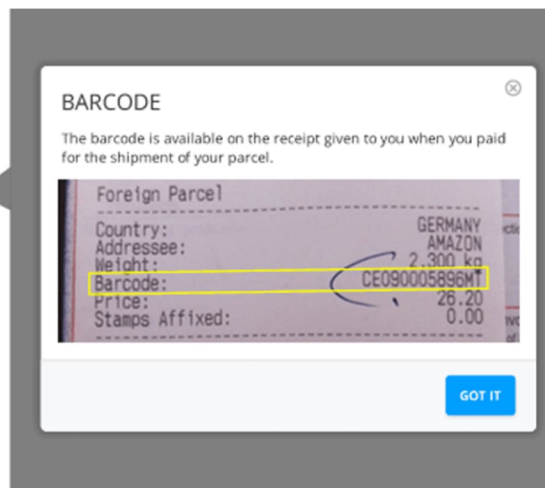 BARCODE
The barcode is available on the receipt given to you when you paid
for the shipment of your parcel.
Foreign Parcel
Country: GERMANY
Addressee: AMAZON
Weight: 2.300 kg
Barcode: CE090005896MT
Price: 26.20
Stamps Affixed: 0.00
GOT IT